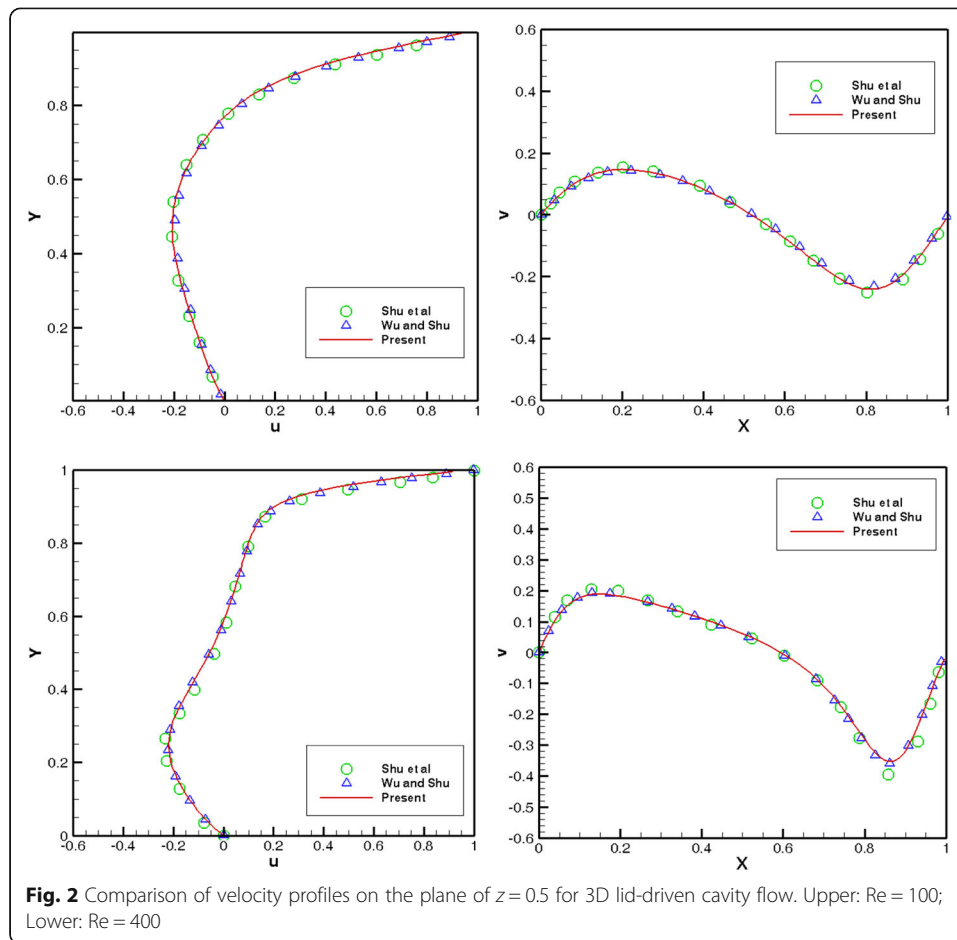 0.8
0.6
0.4
0.2
Y
-0.6
-0.4
-0.2
0
0.2
0.4
0.6
0.8
1
u
Shu et al
Wu and Shu
Present
0.6
0.4
0.2
0
-0.2
-0.4
-0.6
v
0
0.2
0.4
0.6
0.8
1
X
Shu et al
Wu and Shu
Present
1
0.8
0.6
0.4
0.2
0
Y
-0.6
-0.4
-0.2
0
0.2
0.4
0.6
0.8
1
u
Shu et al
Wu and Shu
Present
0.6
0.5
0.4
0.3
0.2
0.1
0
-0.1
-0.2
-0.3
-0.4
-0.5
-0.6
v
0
0.2
0.4
0.6
0.8
1
X
Shu et al
Wu and Shu
Present
Fig. 2 Comparison of velocity profiles on the plane of z = 0.5 for 3D lid-driven cavity flow. Upper: Re = 100;
Lower: Re = 400